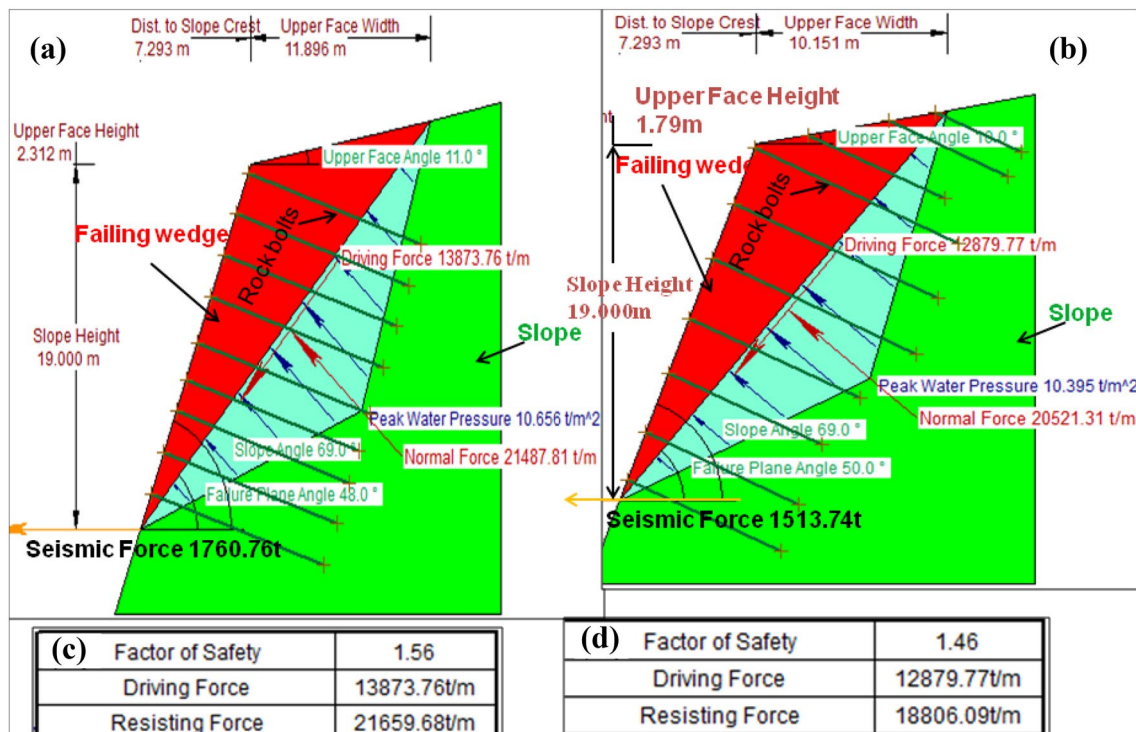 (a)
Dist. to Slope Crest
7.293 m
Upper Face Width
11.896 m
Upper Face Height
2.312 m
Upper Face Angle 11.0 °
Failing wedge
Rock bolts
Driving Force 13873.76 t/m
Slope Height
19.000 m
Slope
Peak Water Pressure 10.656 t/m^2
Slope Angle 69.0 °
Normal Force 21487.81 t/m
Failure Plane Angle 48.0 °
Seismic Force 1760.76t
(b)
Dist. to Slope Crest
7.293 m
Upper Face Width
10.151 m
Upper Face Height
1.79m
Upper Face Angle 10.0 °
Failing wed
Rock bolts
Driving Force 12879.77 t/m
Slope Height
19.000m
Slope
Peak Water Pressure 10.395 t/m^2
Normal Force 20521.31 t/m
Slope Angle 69.0 °
Failure Plane Angle 50.0 °
Seismic Force 1513.74t
(c)
Factor of Safety 1.56
Driving Force 13873.76t/m
Resisting Force 21659.68t/m
(d)
Factor of Safety 1.46
Driving Force 12879.77t/m
Resisting Force 18806.09t/m